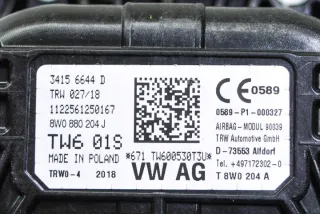 3415 6644 D
TRW 027/18
1122561250167
8W0 880 204 J
TW6 01S
MADE IN POLAND
TRW0-4 2018
*671 TW600530T3U*
VW AG
CE 0589
0589-P1-000327
AIRBAG-MODUL 90039
TRW Automotive GmbH
D-73553 Alfdorf
Tel. +497172302-0
T 8W0 204 A